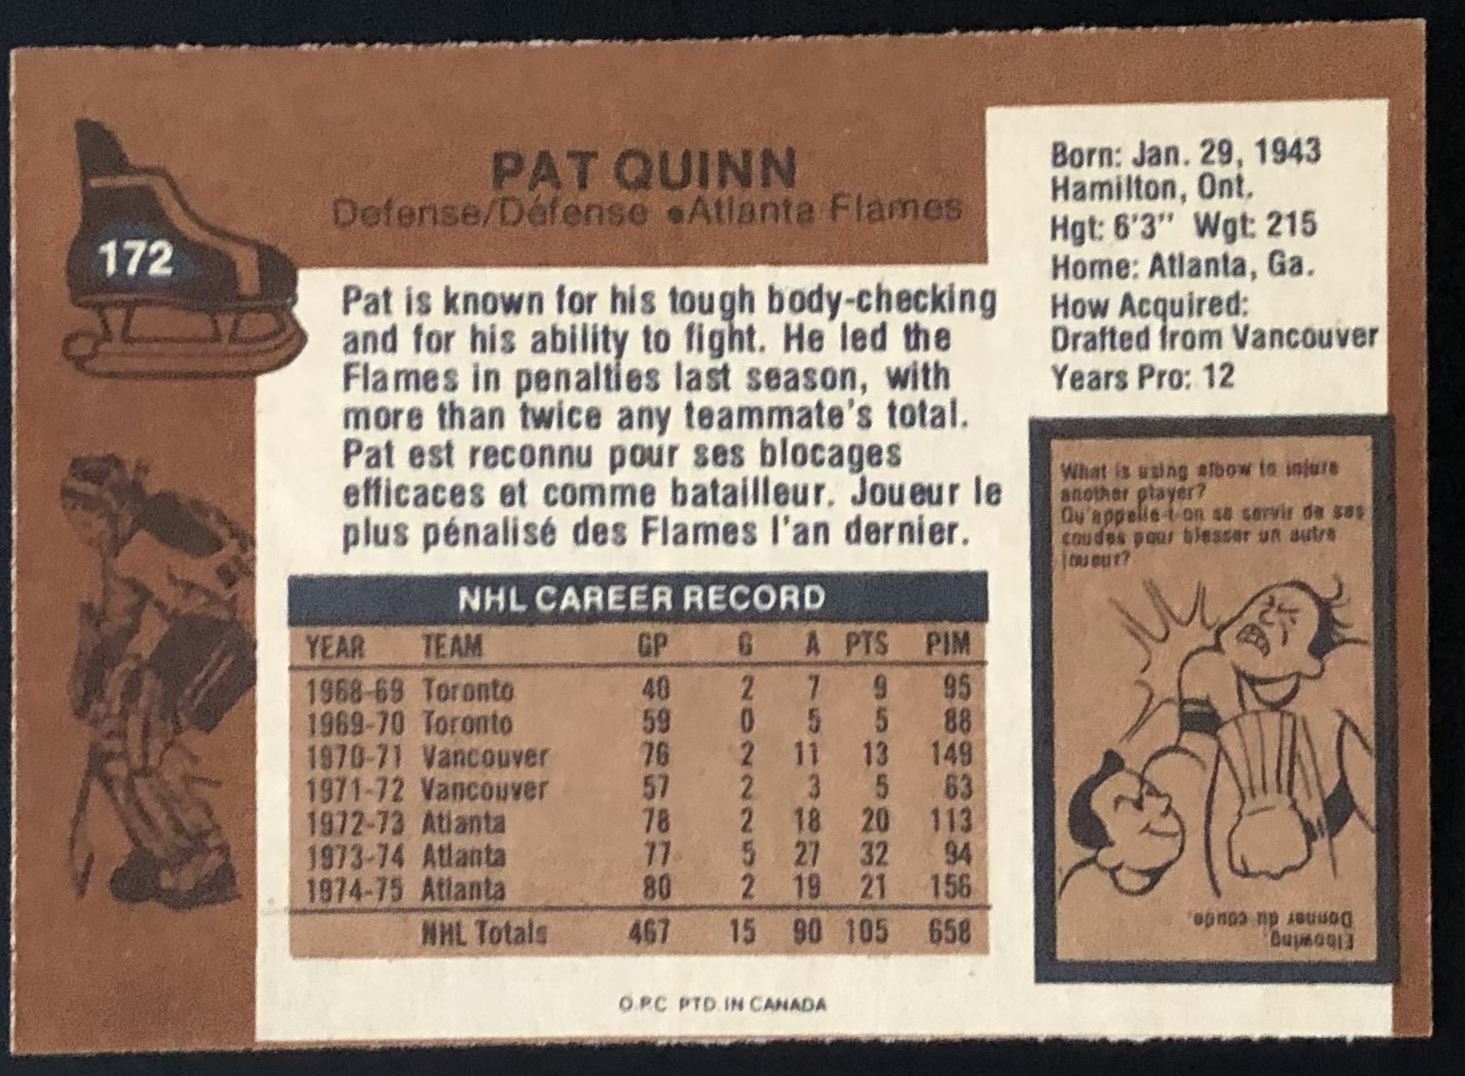 PAT QUINN
Defense/Défense • Atlanta Flames
172
Born: Jan. 29, 1943
Hamilton, Ont.
Hgt: 6'3" Wgt: 215
Home: Atlanta, Ga.
How Acquired:
Drafted from Vancouver
Years Pro: 12
Pat is known for his tough body-checking
and for his ability to fight. He led the
Flames in penalties last season, with
more than twice any teammate's total.
Pat est reconnu pour ses blocages
efficaces et comme batailleur. Joueur le
plus pénalisé des Flames l'an dernier.
NHL CAREER RECORD
YEAR TEAM GP G A PTS PIM
1968-69 Toronto 40 2 7 9 95
1969-70 Toronto 59 0 5 5 88
1970-71 Vancouver 76 2 11 13 149
1971-72 Vancouver 57 2 3 5 63
1972-73 Atlanta 78 2 18 20 113
1973-74 Atlanta 77 5 27 32 94
1974-75 Atlanta 80 2 19 21 156
NHL Totals 467 15 90 105 658
What is using elbow to injure
another player?
Qu'appelle-t-on se servir de ses
coudes pour blesser un autre
joueur?
Elbowing.
Donner du coude.
O.P.C. PTD. IN CANADA